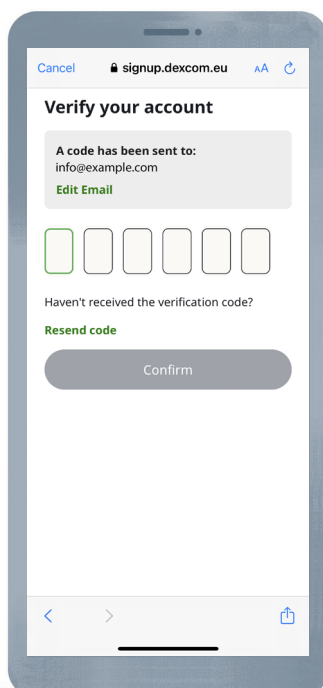 Cancel
signup.dexcom.eu
AA
Verify your account
A code has been sent to:
info@example.com
Edit Email
Haven't received the verification code?
Resend code
Confirm